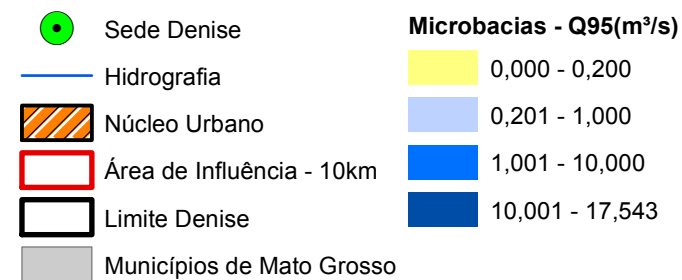 Sede Denise
Hidrografia
Núcleo Urbano
Área de Influência - 10km
Limite Denise
Municípios de Mato Grosso
Microbacias - Q95(m³/s)
0,000 - 0,200
0,201 - 1,000
1,001 - 10,000
10,001 - 17,543